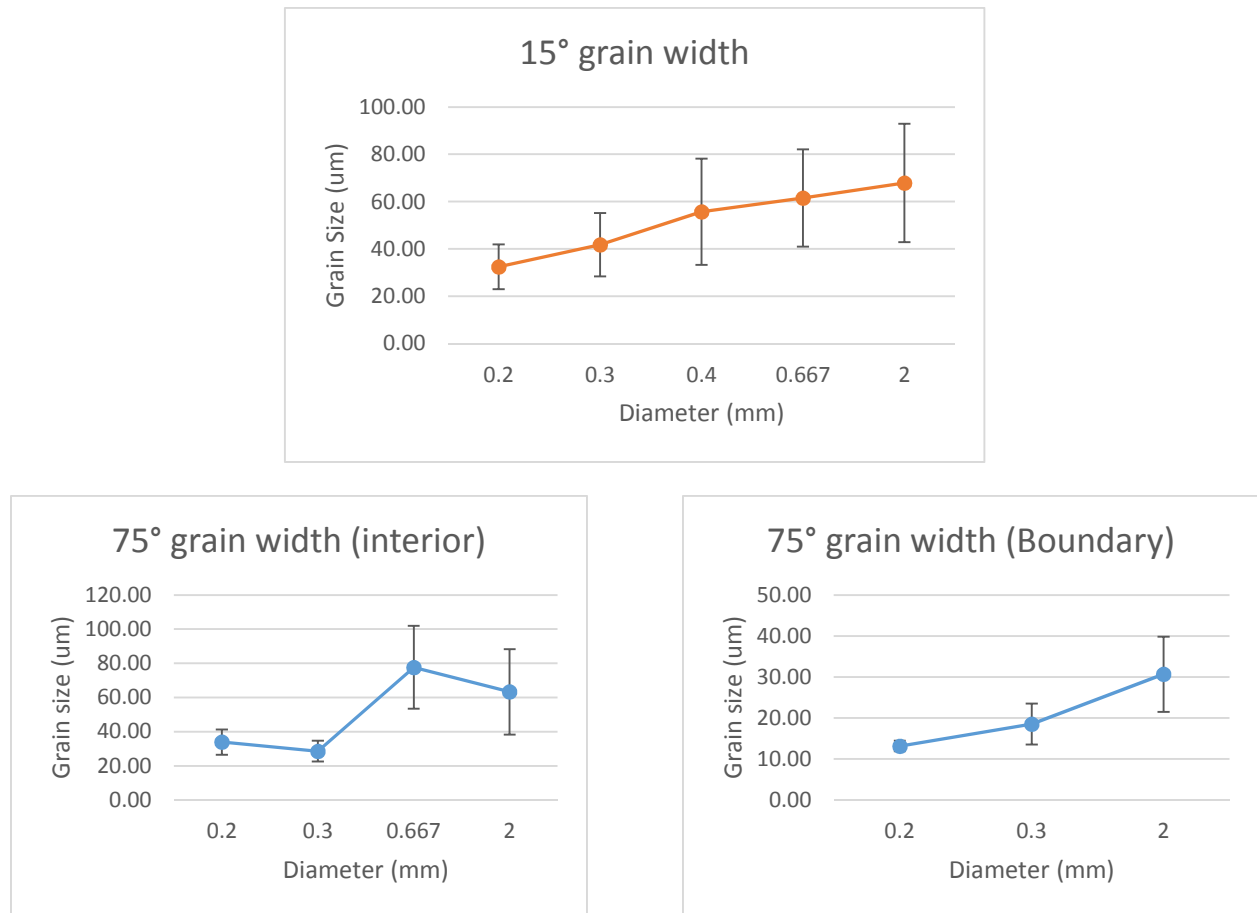 15° grain width
100.00
80.00
60.00
40.00
20.00
0.00
Grain Size (um)
0.2 0.3 0.4 0.667 2
Diameter (mm)
75° grain width (interior)
120.00
100.00
80.00
60.00
40.00
20.00
0.00
Grain size (um)
0.2 0.3 0.667 2
Diameter (mm)
75° grain width (Boundary)
50.00
40.00
30.00
20.00
10.00
0.00
Grain size (um)
0.2 0.3 2
Diameter (mm)